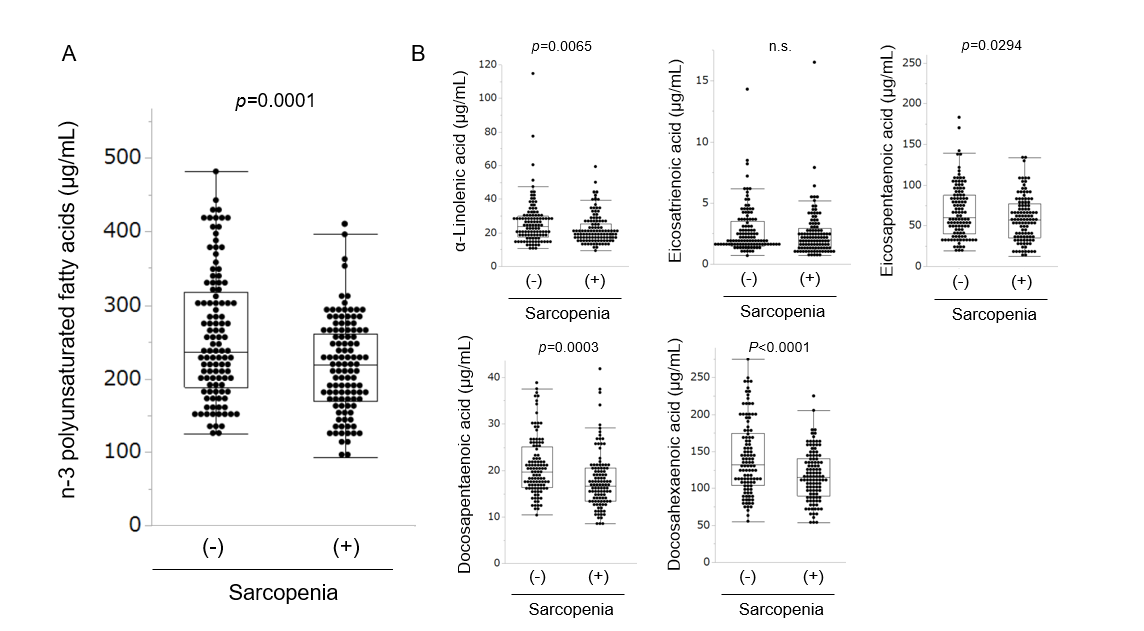 A
p=0.0001
n-3 polyunsaturated fatty acids (µg/mL)
500
400
300
200
100
0
(-) (+)
Sarcopenia
B
p=0.0065
α-Linolenic acid (µg/mL)
120
100
80
60
40
20
0
(-) (+)
Sarcopenia
n.s.
Eicosatrienoic acid (µg/mL)
15
10
5
0
(-) (+)
Sarcopenia
p=0.0294
Eicosapentaenoic acid (µg/mL)
250
200
150
100
50
0
(-) (+)
Sarcopenia
p=0.0003
Docosapentaenoic acid (µg/mL)
40
30
20
10
0
(-) (+)
Sarcopenia
P<0.0001
Docosahexaenoic acid (µg/mL)
250
200
150
100
50
0
(-) (+)
Sarcopenia